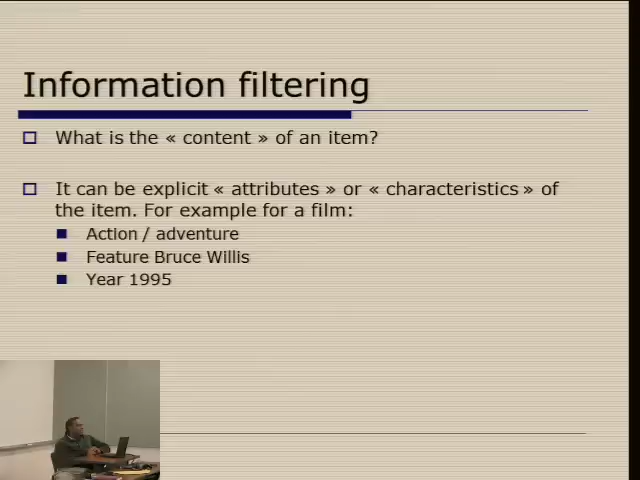 Information filtering
What is the « content » of an item?
It can be explicit « attributes » or « characteristics » of
the item. For example for a film:
Action / adventure
Feature Bruce Willis
Year 1995